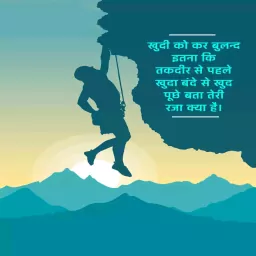 खुदी को कर बुलन्द
इतना कि
तकदीर से पहले
खुदा बंदे से खुद
पूछे बता तेरी
रजा क्या है।